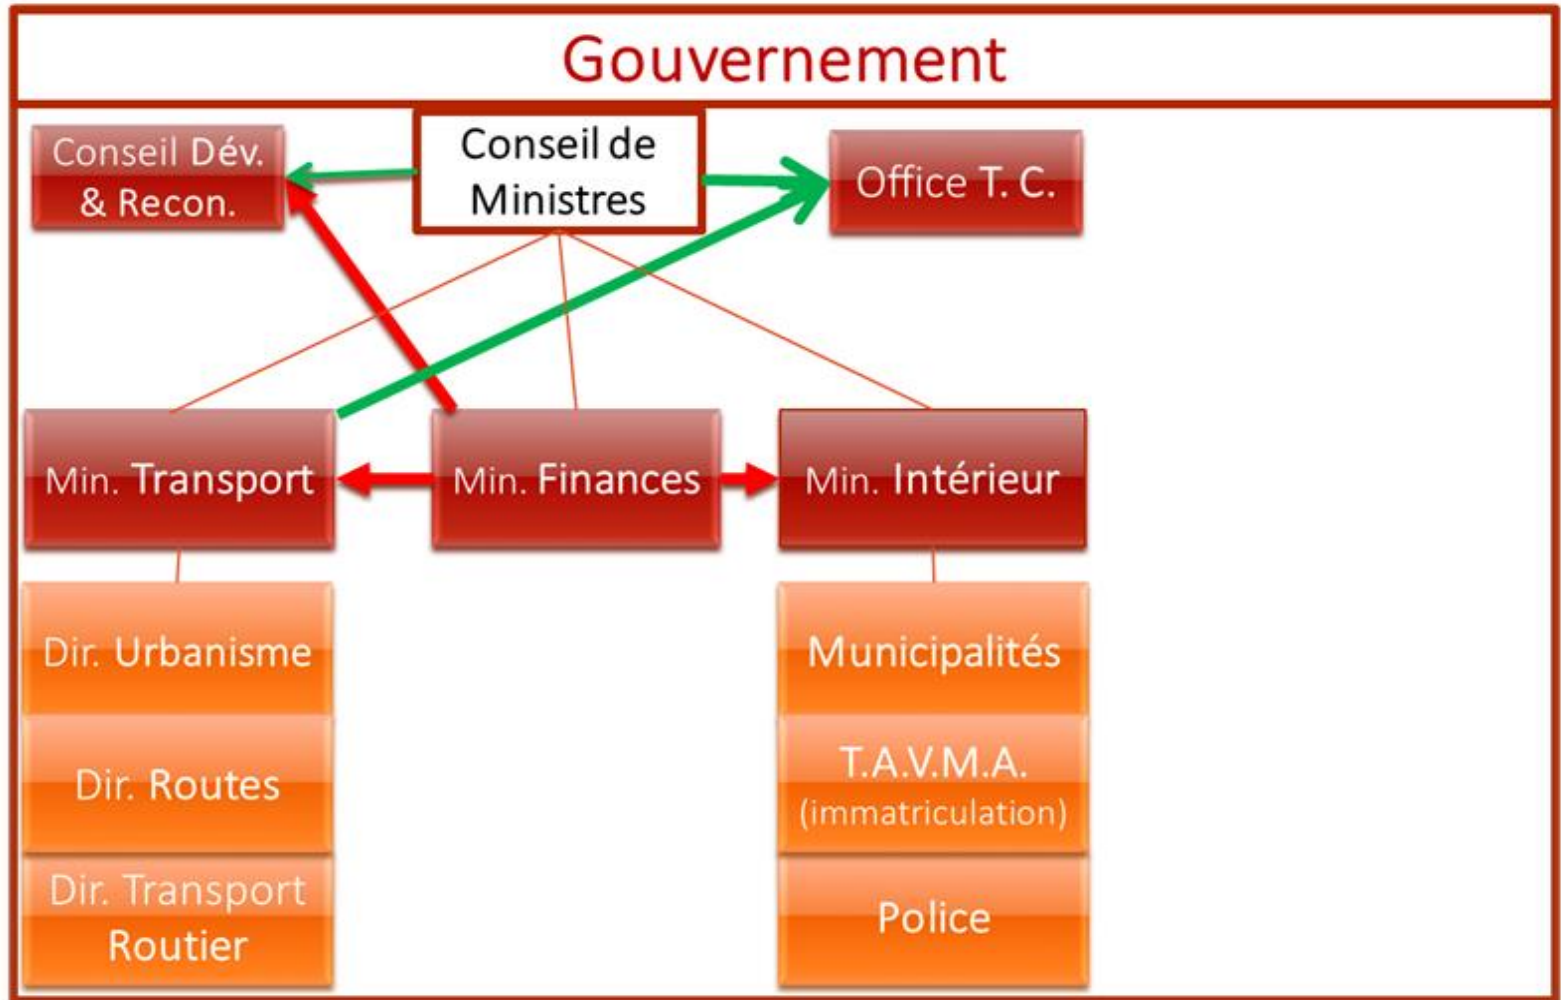 Gouvernement
Conseil Dév.
& Recon.
Conseil de
Ministres
Office T. C.
Min. Transport
Min. Finances
Min. Intérieur
Dir. Urbanisme
Municipalités
Dir. Routes
T.A.V.M.A.
(immatriculation)
Dir. Transport
Routier
Police